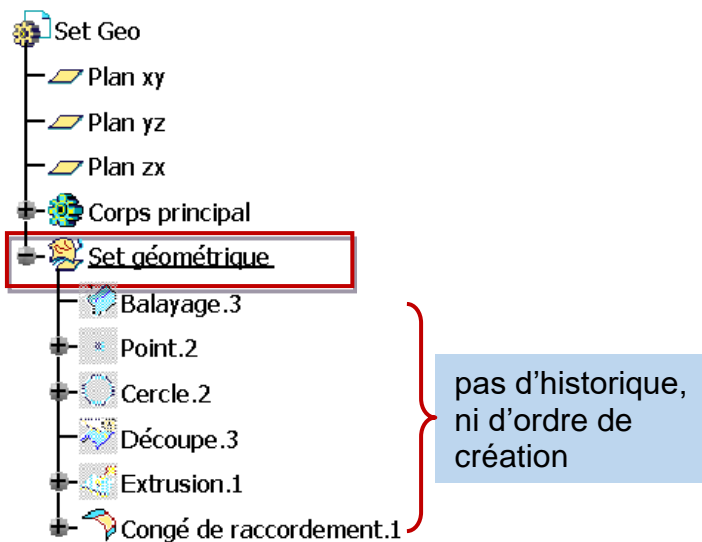 Set Geo
Plan xy
Plan yz
Plan zx
Corps principal
Set géométrique
Balayage.3
Point.2
Cercle.2
Découpe.3
Extrusion.1
Congé de raccordement.1
pas d’historique,
ni d’ordre de
création